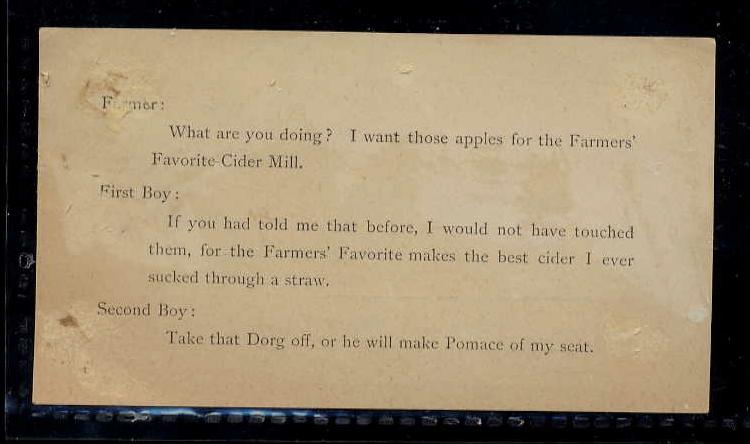 Farmer:
What are you doing? I want those apples for the Farmers'
Favorite Cider Mill.
First Boy:
If you had told me that before, I would not have touched
them, for the Farmers' Favorite makes the best cider I ever
sucked through a straw.
Second Boy:
Take that Dorg off, or he will make Pomace of my seat.